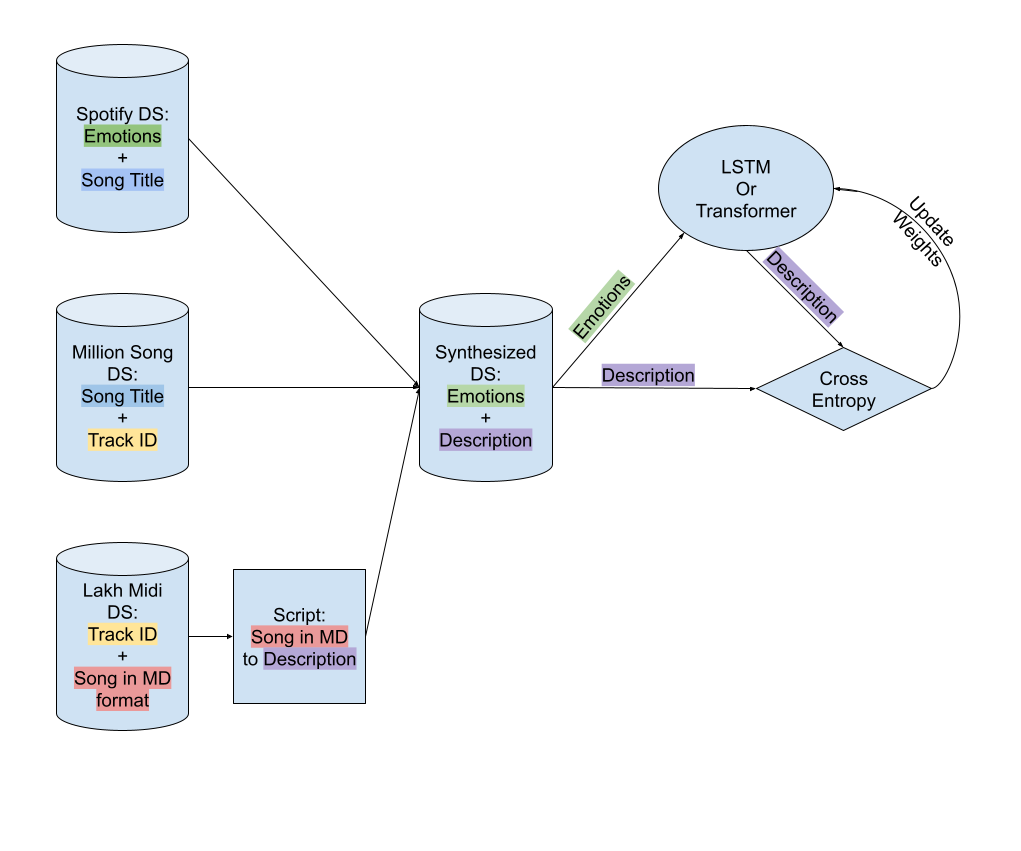 Spotify DS:
Emotions
+
Song Title
Million Song
DS:
Song Title
+
Track ID
Lakh Midi
DS:
Track ID
+
Song in MD
format
Script:
Song in MD
to Description
Synthesized
DS:
Emotions
+
Description
Emotions
Description
LSTM
Or
Transformer
Description
Cross
Entropy
Update
Weights